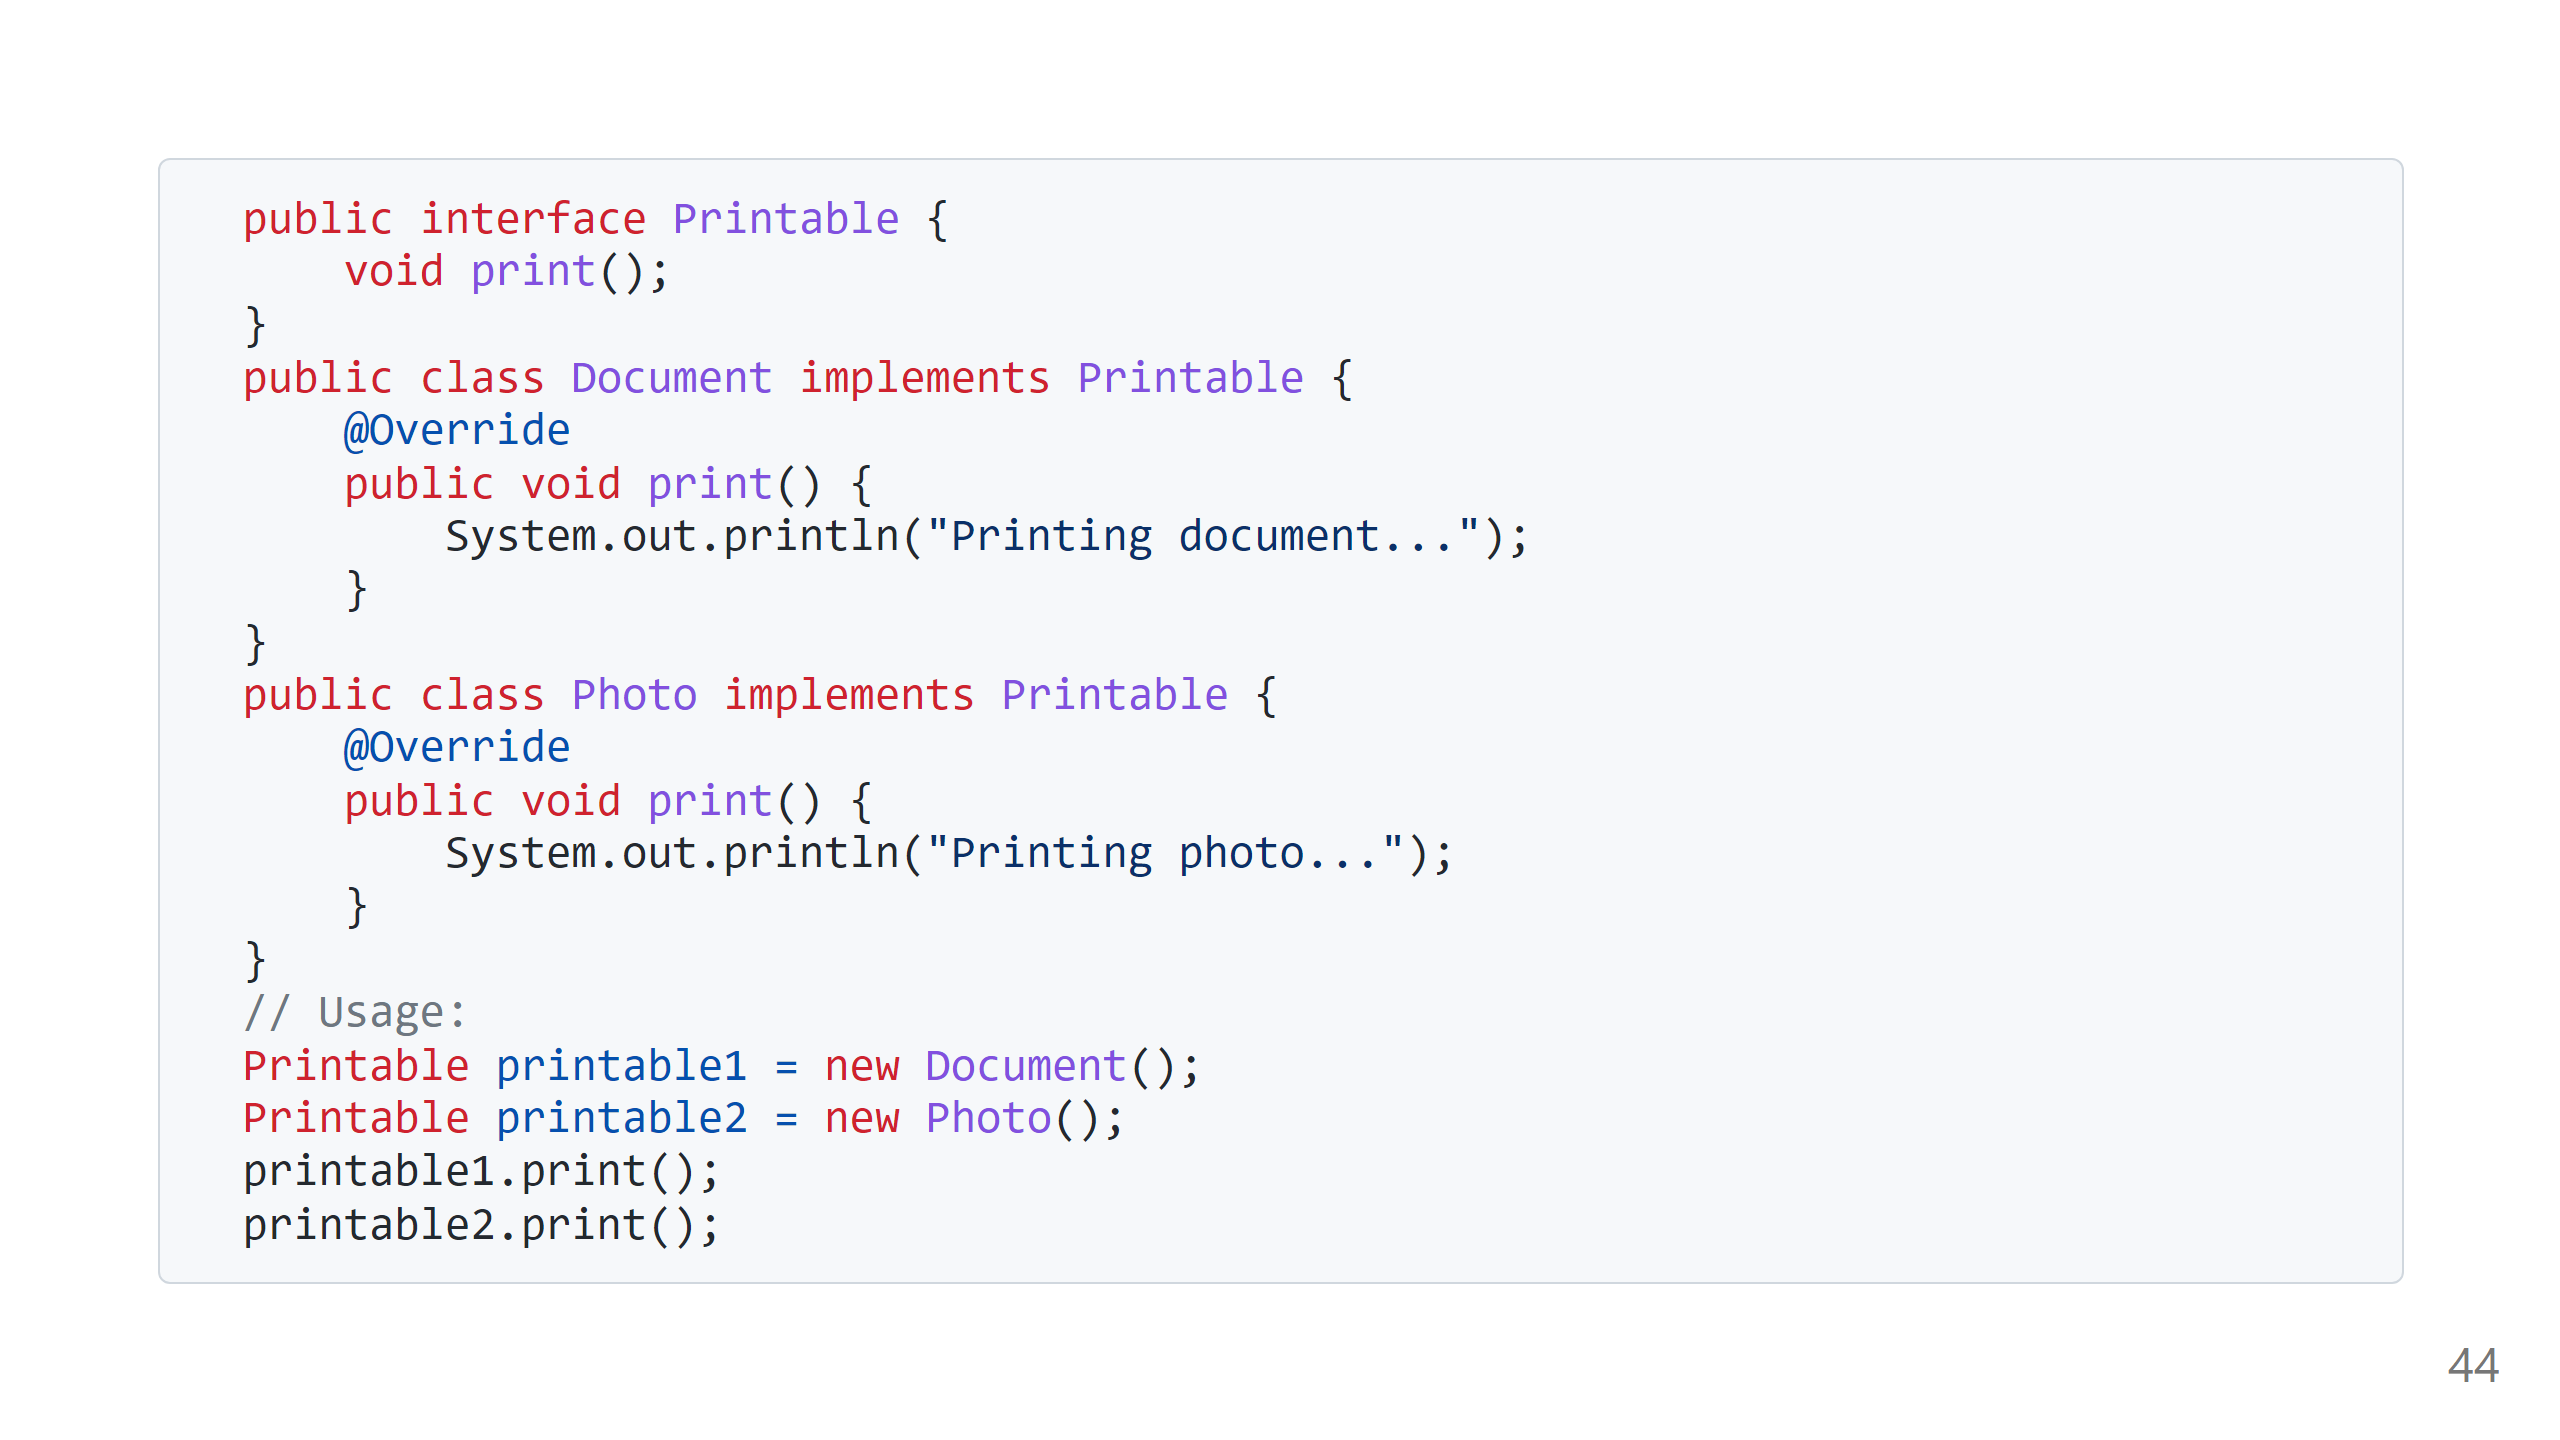 public interface Printable {
    void print();
}
public class Document implements Printable {
    @Override
    public void print() {
        System.out.println("Printing document...");
    }
}
public class Photo implements Printable {
    @Override
    public void print() {
        System.out.println("Printing photo...");
    }
}
// Usage:
Printable printable1 = new Document();
Printable printable2 = new Photo();
printable1.print();
printable2.print();
44